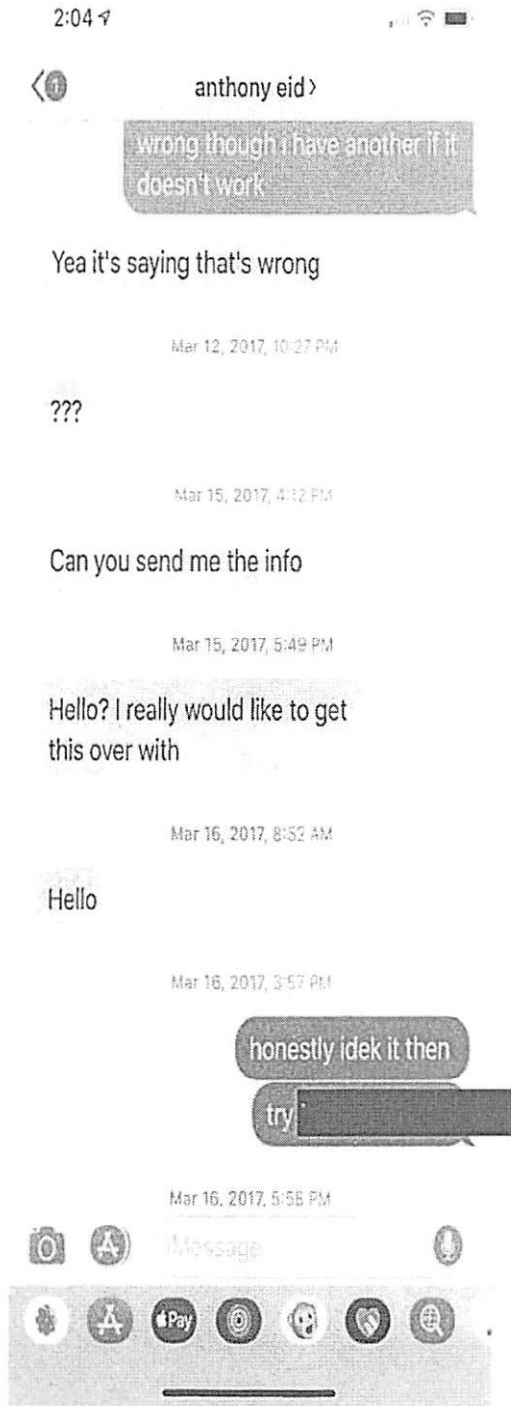 2:04
1
anthony eid >
wrong though i have another if it
doesn't work
Yea it's saying that's wrong
Mar 12, 2017, 10:27 PM
???
Mar 15, 2017, 4:12 PM
Can you send me the info
Mar 15, 2017, 5:49 PM
Hello? I really would like to get
this over with
Mar 16, 2017, 8:52 AM
Hello
Mar 16, 2017, 3:57 PM
honestly idek it then
try
Mar 16, 2017, 5:58 PM
iMessage
Pay